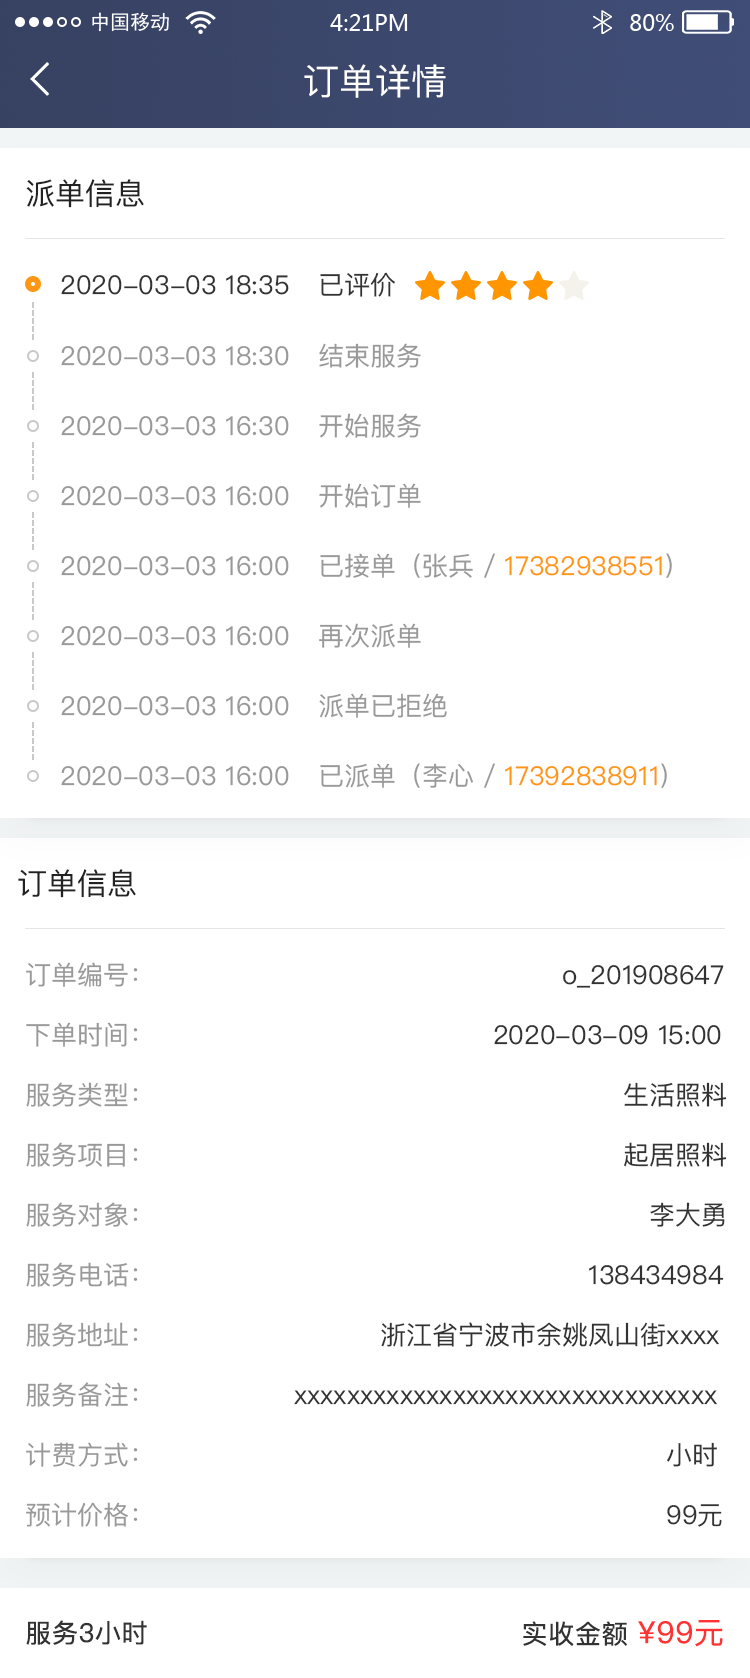 中国移动 4:21PM 80%
订单详情
派单信息
2020-03-03 18:35 已评价
2020-03-03 18:30 结束服务
2020-03-03 16:30 开始服务
2020-03-03 16:00 开始订单
2020-03-03 16:00 已接单（张兵 / 17382938551）
2020-03-03 16:00 再次派单
2020-03-03 16:00 派单已拒绝
2020-03-03 16:00 已派单（李心 / 17392838911）
订单信息
订单编号： o_201908647
下单时间： 2020-03-09 15:00
服务类型： 生活照料
服务项目： 起居照料
服务对象： 李大勇
服务电话： 138434984
服务地址： 浙江省宁波市余姚凤山街xxxx
服务备注： xxxxxxxxxxxxxxxxxxxxxxxxxxxxxxxx
计费方式： 小时
预计价格： 99元
服务3小时 实收金额 ¥99元